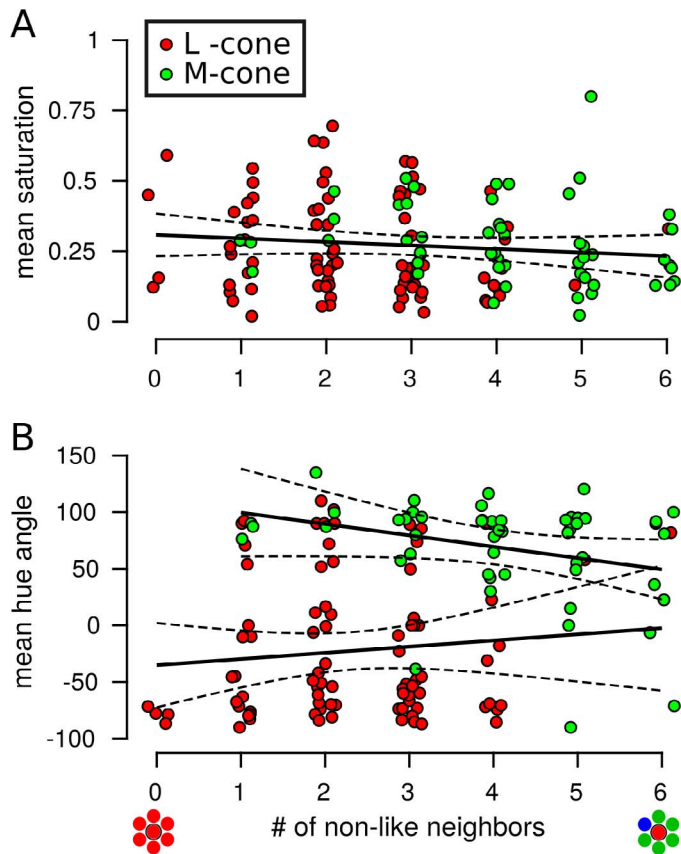 A
L -cone
M-cone
mean saturation
1
0.75
0.5
0.25
0
0 1 2 3 4 5 6
B
mean hue angle
150
100
50
0
-50
-100
0 1 2 3 4 5 6
# of non-like neighbors